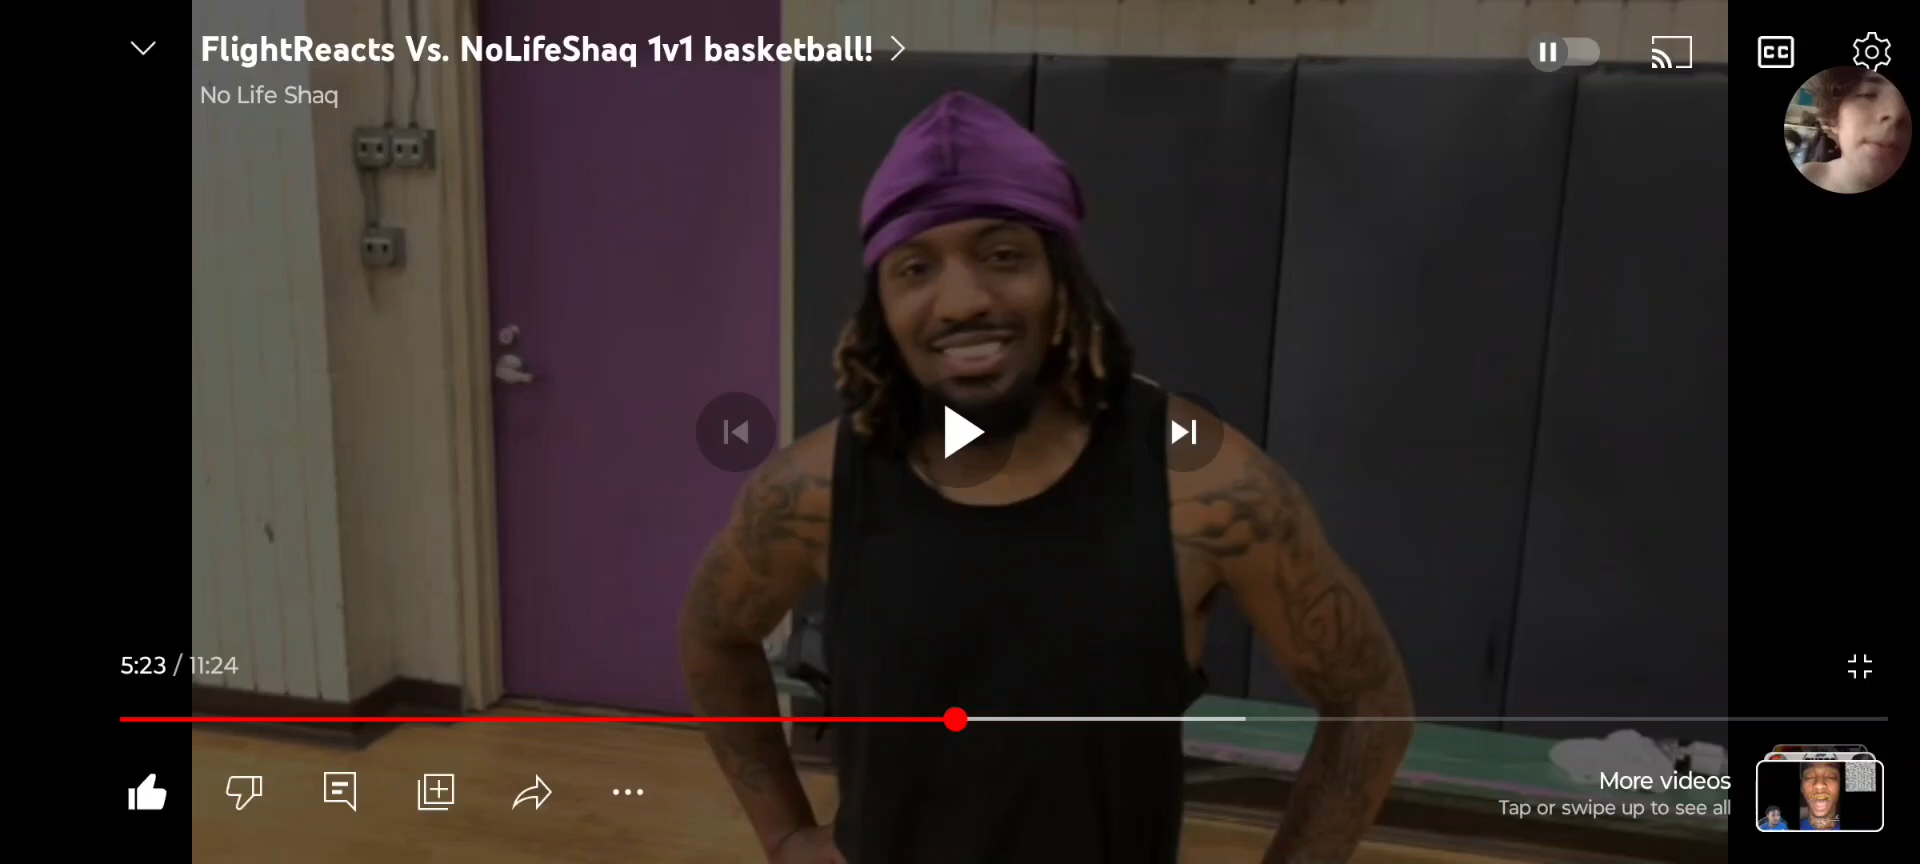 FlightReacts Vs. NoLifeShaq 1v1 basketball!
No Life Shaq
CC
5:23 / 11:24
More videos
Tap or swipe up to see all